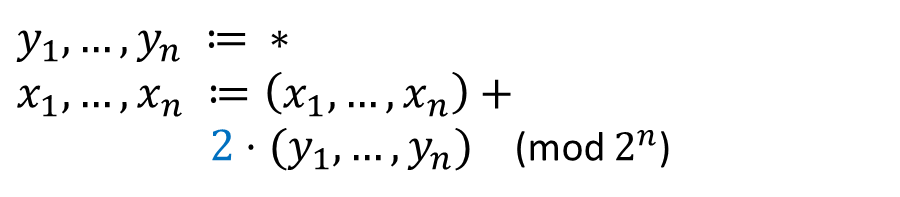 y₁, … , yₙ := *
x₁, … , xₙ := (x₁, … , xₙ) +
2 · (y₁, … , yₙ) (mod 2ⁿ)